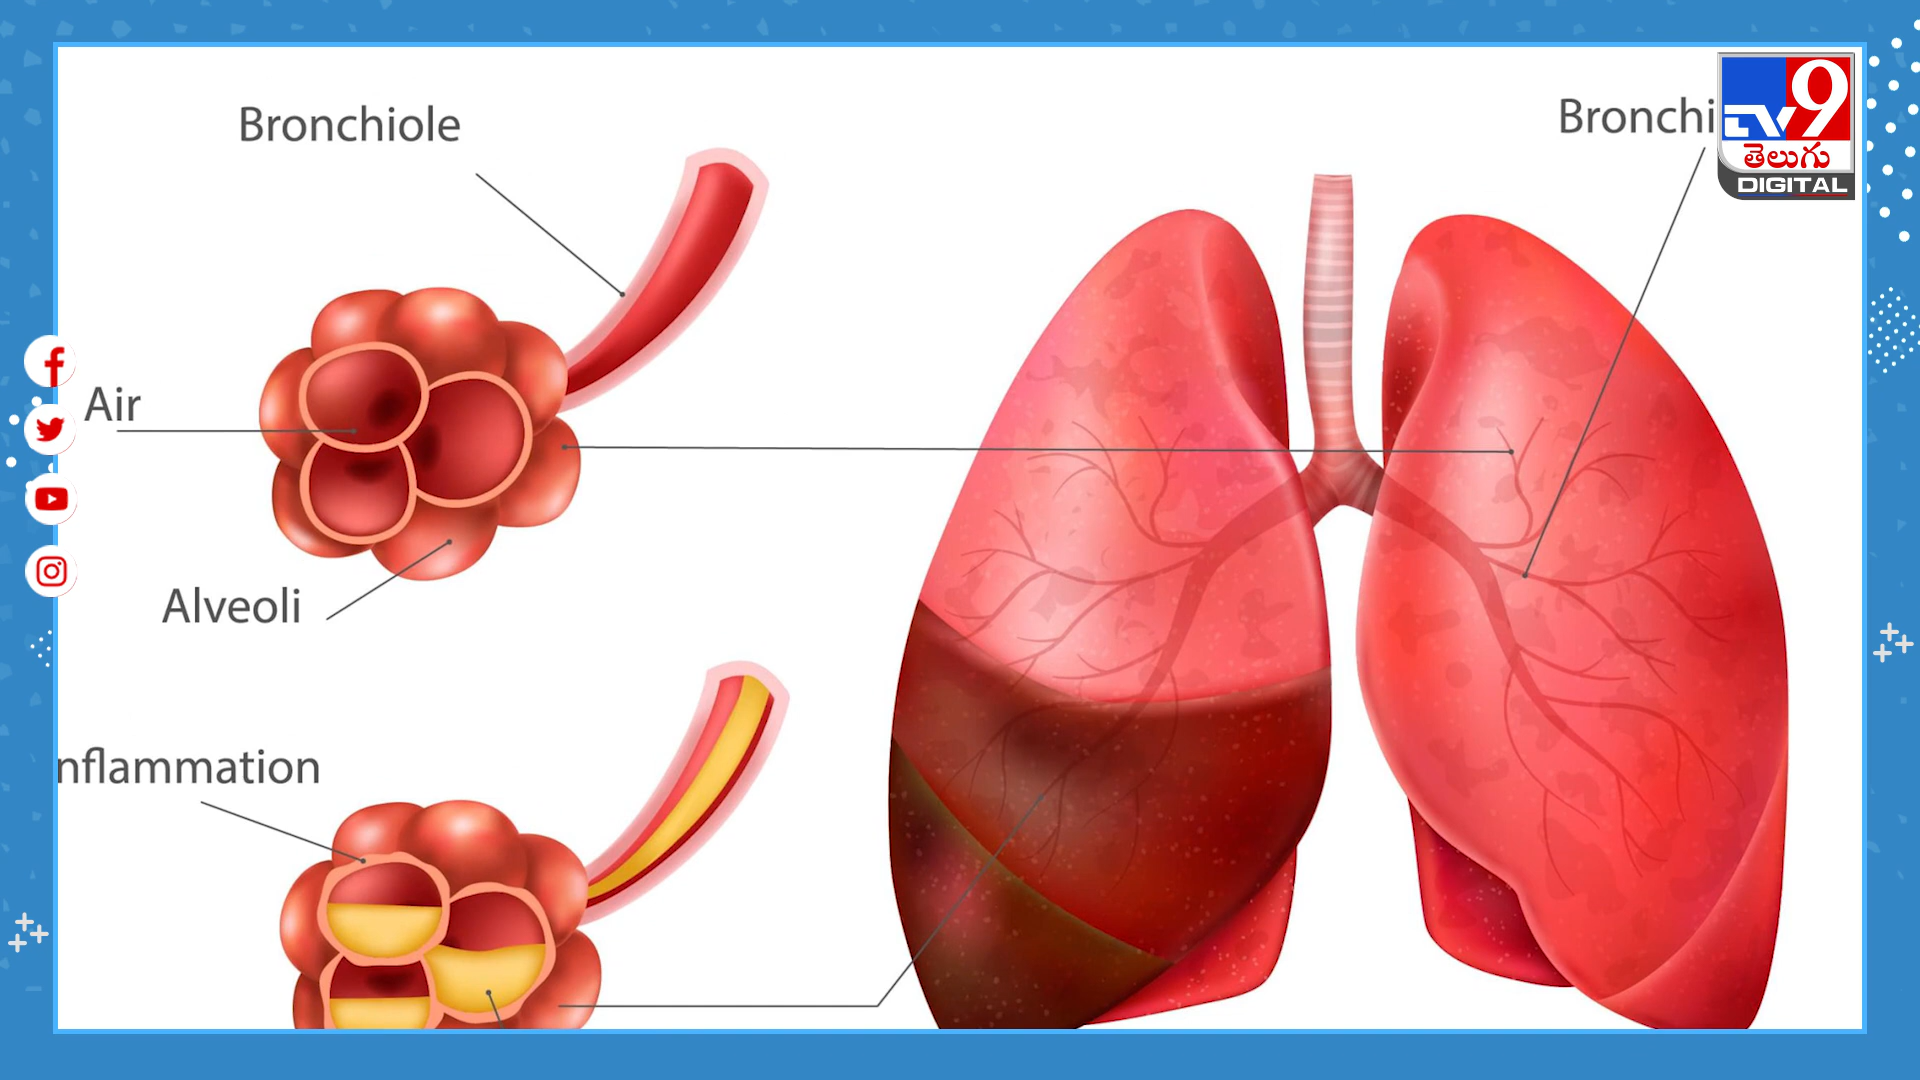 Bronchiole
Bronchi
TV9
తెలుగు
DIGITAL
Air
Alveoli
nflammation